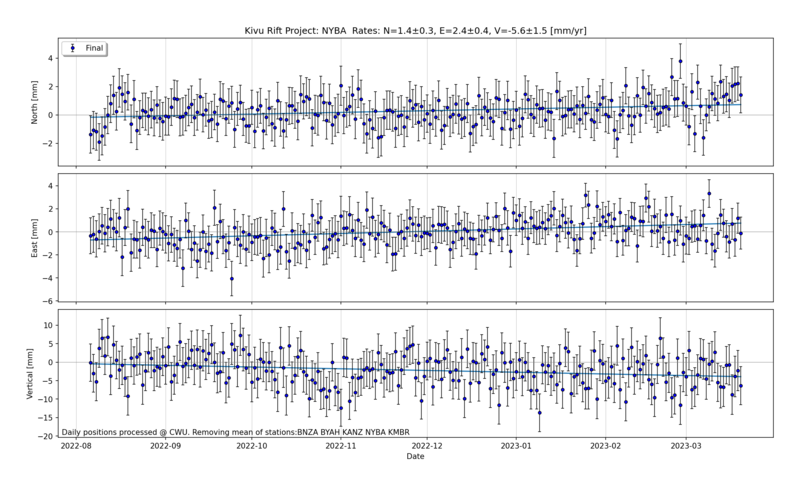 Kivu Rift Project: NYBA  Rates: N=1.4±0.3, E=2.4±0.4, V=-5.6±1.5 [mm/yr]
Final
North [mm]
4
2
0
−2
East [mm]
4
2
0
−2
−4
−6
Vertical [mm]
10
5
0
−5
−10
−15
−20
Daily positions processed @ CWU. Removing mean of stations:BNZA BYAH KANZ NYBA KMBR
2022-08 2022-09 2022-10 2022-11 2022-12 2023-01 2023-02 2023-03
Date